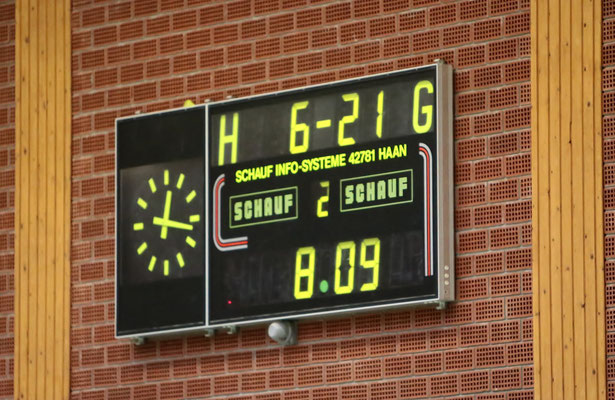 H 6-21 G
SCHAUF INFO-SYSTEME 42781 HAAN
SCHAUF 2 SCHAUF
8.09